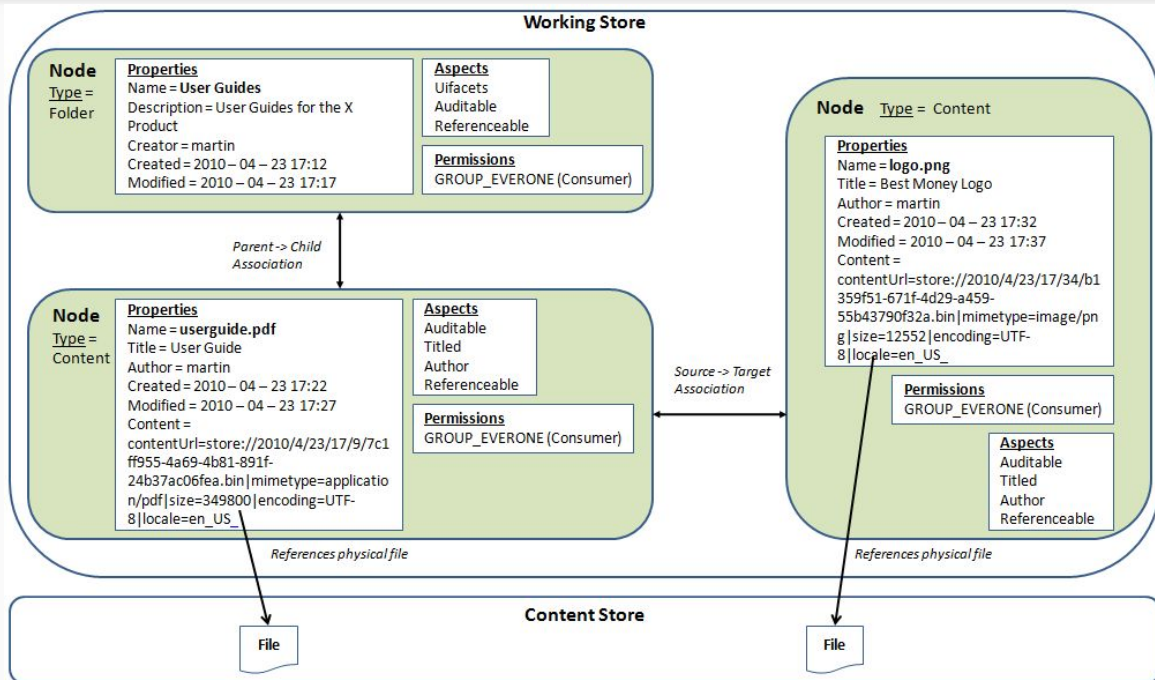 Working Store
Node
Type =
Folder
Properties
Name = User Guides
Description = User Guides for the X
Product
Creator = martin
Created = 2010 – 04 – 23 17:12
Modified = 2010 – 04 – 23 17:17
Aspects
Uifacets
Auditable
Referenceable
Permissions
GROUP_EVERONE (Consumer)
Parent -> Child
Association
Node
Type =
Content
Properties
Name = userguide.pdf
Title = User Guide
Author = martin
Created = 2010 – 04 – 23 17:22
Modified = 2010 – 04 – 23 17:27
Content =
contentUrl=store://2010/4/23/17/9/7c1
ff955-4a69-4b81-891f-
24b37ac06fea.bin|mimetype=applicatio
n/pdf|size=349800|encoding=UTF-
8|locale=en_US_
Aspects
Auditable
Titled
Author
Referenceable
Permissions
GROUP_EVERONE (Consumer)
References physical file
Source -> Target
Association
Node Type = Content
Properties
Name = logo.png
Title = Best Money Logo
Author = martin
Created = 2010 – 04 – 23 17:32
Modified = 2010 – 04 – 23 17:37
Content =
contentUrl=store://2010/4/23/17/34/b1
359f51-671f-4d29-a459-
55b43790f32a.bin|mimetype=image/pn
g|size=12552|encoding=UTF-
8|locale=en_US_
Permissions
GROUP_EVERONE (Consumer)
Aspects
Auditable
Titled
Author
Referenceable
References physical file
Content Store
File
File